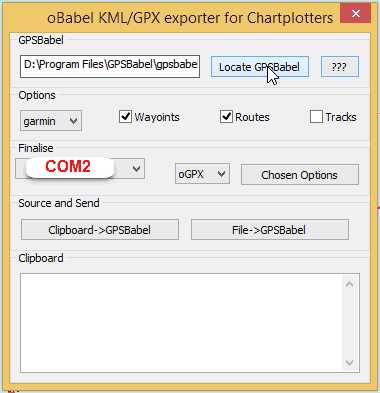 oBabel KML/GPX exporter for Chartplotters
GPSBabel
D:\Program Files\GPSBabel\gpsbabe
Locate GPSBabel
???
Options
garmin
Wayoints
Routes
Tracks
Finalise
COM2
oGPX
Chosen Options
Source and Send
Clipboard->GPSBabel
File->GPSBabel
Clipboard